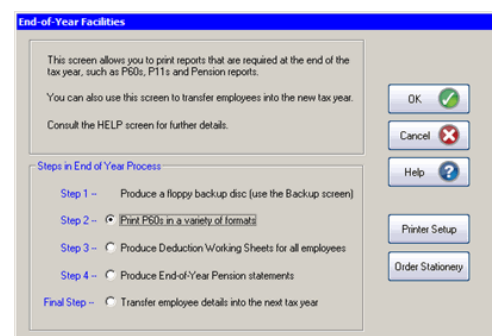 End-of-Year Facilities
This screen allows you to print reports that are required at the end of the
tax year, such as P60s, P11s and Pension reports.
You can also use this screen to transfer employees into the new tax year.
Consult the HELP screen for further details.
OK
Cancel
Help
Steps in End of Year Process
Step 1 -- Produce a floppy backup disc (use the Backup screen)
Step 2 -- Print P60s in a variety of formats
Step 3 -- Produce Deduction Working Sheets for all employees
Step 4 -- Produce End-of-Year Pension statements
Final Step -- Transfer employee details into the next tax year
Printer Setup
Order Stationery